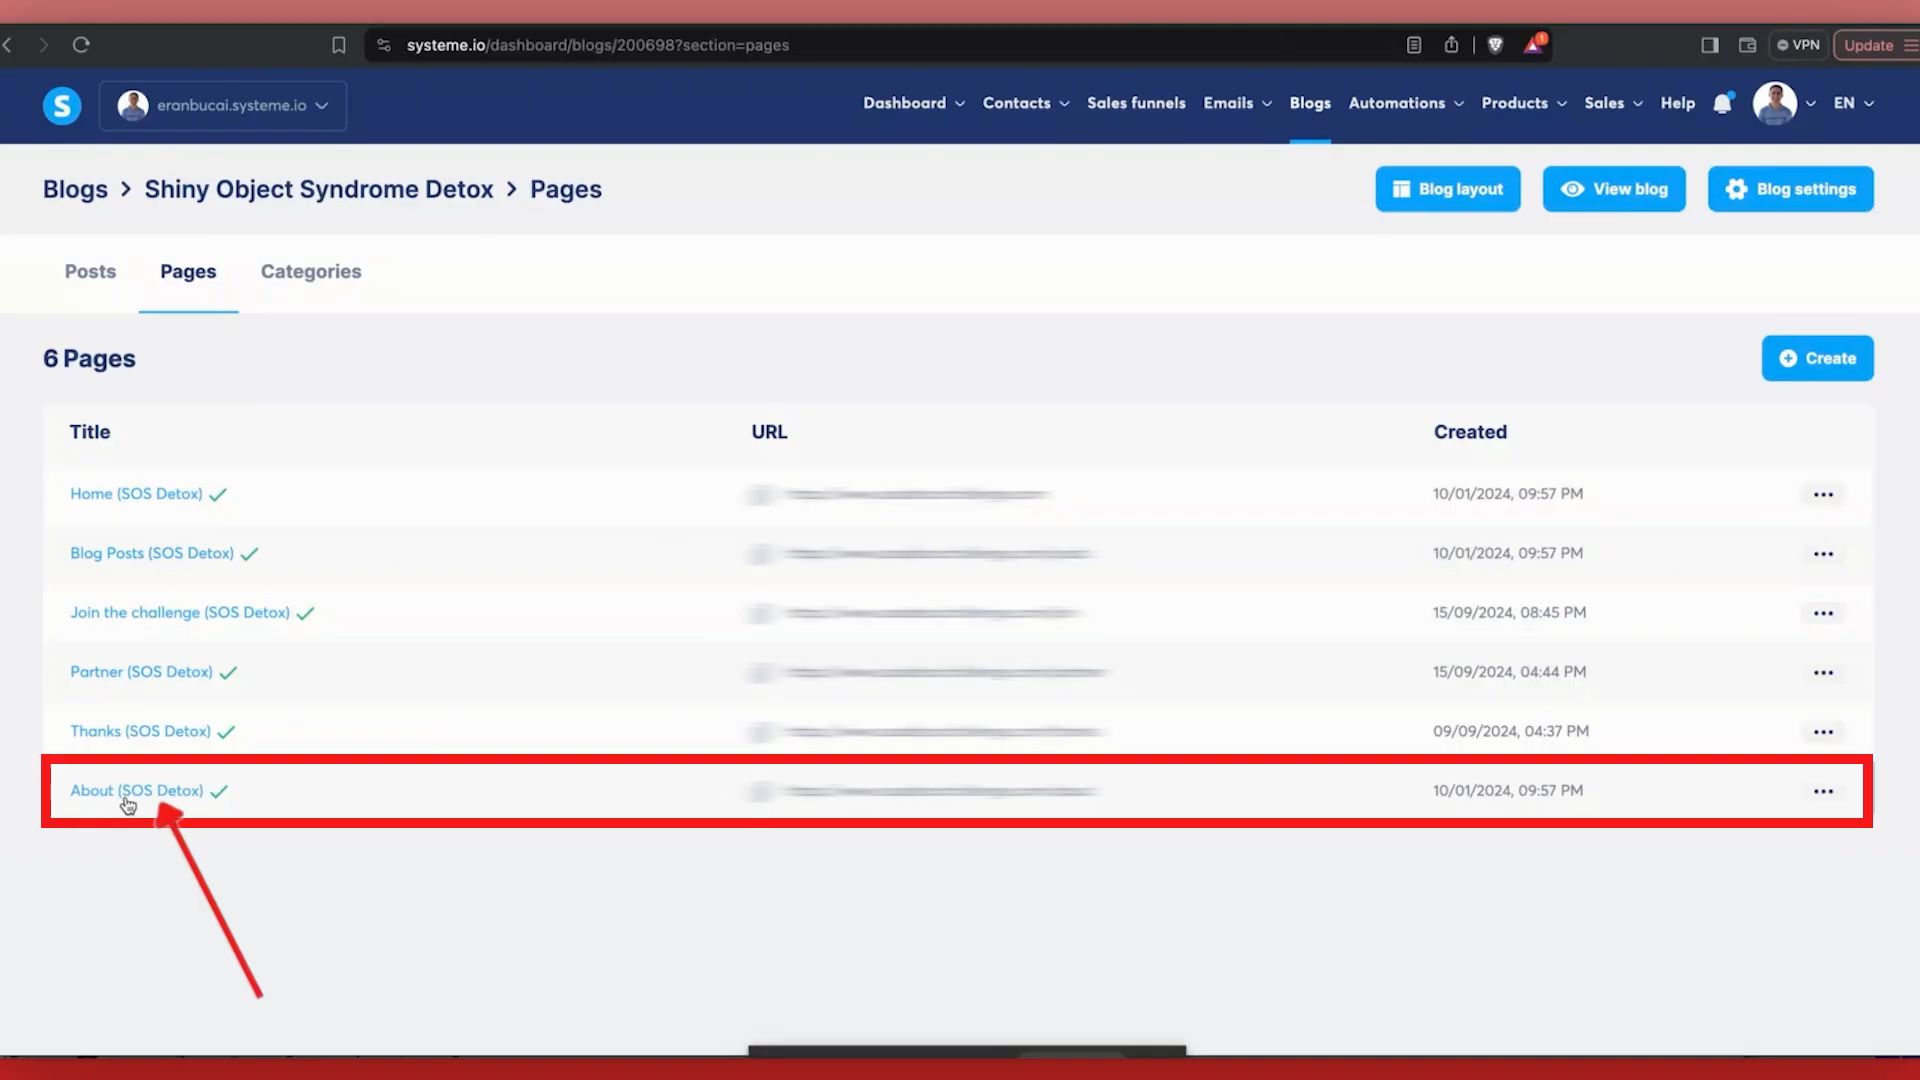 systeme.io/dashboard/blogs/200698?section=pages
1
VPN
Update
S
eranbucai.systeme.io
Dashboard
Contacts
Sales funnels
Emails
Blogs
Automations
Products
Sales
Help
EN
Blogs > Shiny Object Syndrome Detox > Pages
Blog layout
View blog
Blog settings
Posts
Pages
Categories
6 Pages
Create
Title
URL
Created
Home (SOS Detox)
10/01/2024, 09:57 PM
Blog Posts (SOS Detox)
10/01/2024, 09:57 PM
Join the challenge (SOS Detox)
15/09/2024, 08:45 PM
Partner (SOS Detox)
15/09/2024, 04:44 PM
Thanks (SOS Detox)
09/09/2024, 04:37 PM
About (SOS Detox)
10/01/2024, 09:57 PM